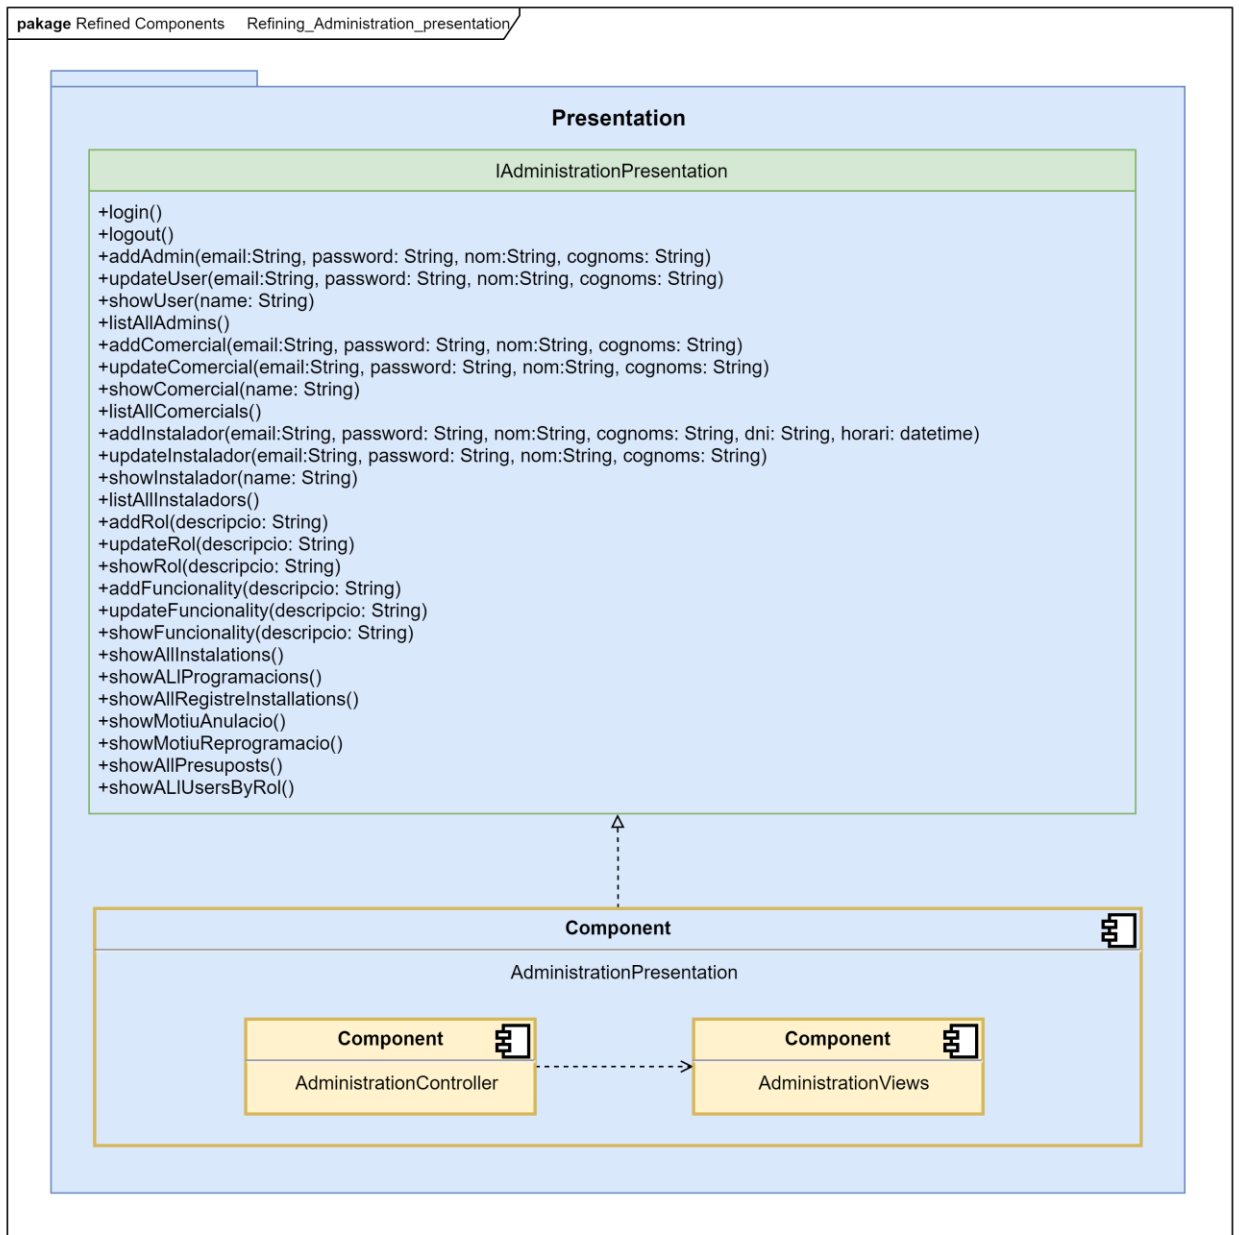 pakage Refined Components Refining_Administration_presentation
Presentation
IAdministrationPresentation
+login()
+logout()
+addAdmin(email:String, password: String, nom:String, cognoms: String)
+updateUser(email:String, password: String, nom:String, cognoms: String)
+showUser(name: String)
+listAllAdmins()
+addComercial(email:String, password: String, nom:String, cognoms: String)
+updateComercial(email:String, password: String, nom:String, cognoms: String)
+showComercial(name: String)
+listAllComercials()
+addInstalador(email:String, password: String, nom:String, cognoms: String, dni: String, horari: datetime)
+updateInstalador(email:String, password: String, nom:String, cognoms: String)
+showInstalador(name: String)
+listAllInstaladors()
+addRol(descripcio: String)
+updateRol(descripcio: String)
+showRol(descripcio: String)
+addFuncionality(descripcio: String)
+updateFuncionality(descripcio: String)
+showFuncionality(descripcio: String)
+showAllInstalations()
+showALlProgramacions()
+showAllRegistreInstallations()
+showMotiuAnulacio()
+showMotiuReprogramacio()
+showAllPresuposts()
+showALlUsersByRol()
Component
AdministrationPresentation
Component
AdministrationController
Component
AdministrationViews